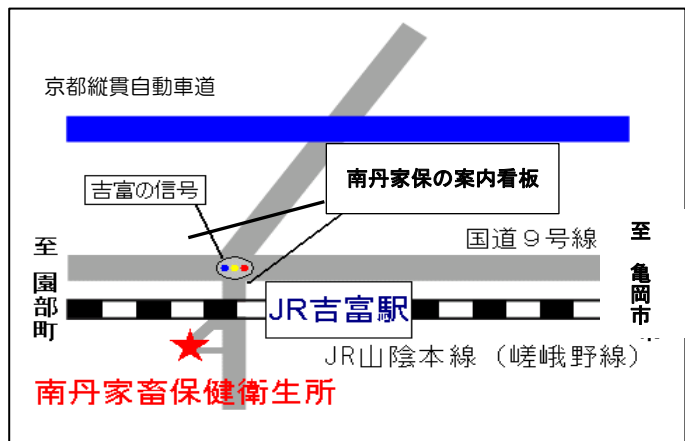 京都縦貫自動車道
南丹家保の案内看板
吉富の信号
国道９号線
至 園部町
至 亀岡市
JR吉富駅
JR山陰本線（嵯峨野線）
南丹家畜保健衛生所